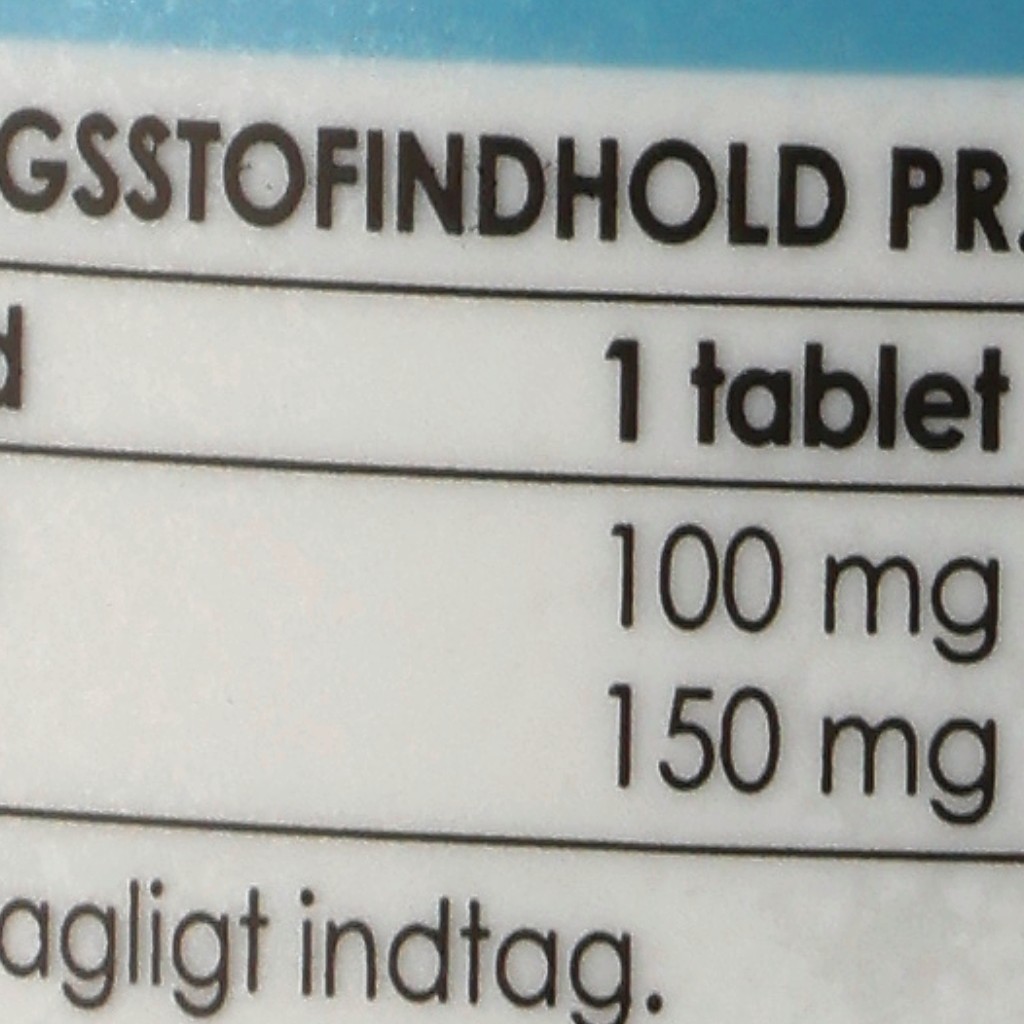 GSSTOFINDHOLD PR.
d 1 tablet
100 mg
150 mg
agligt indtag.